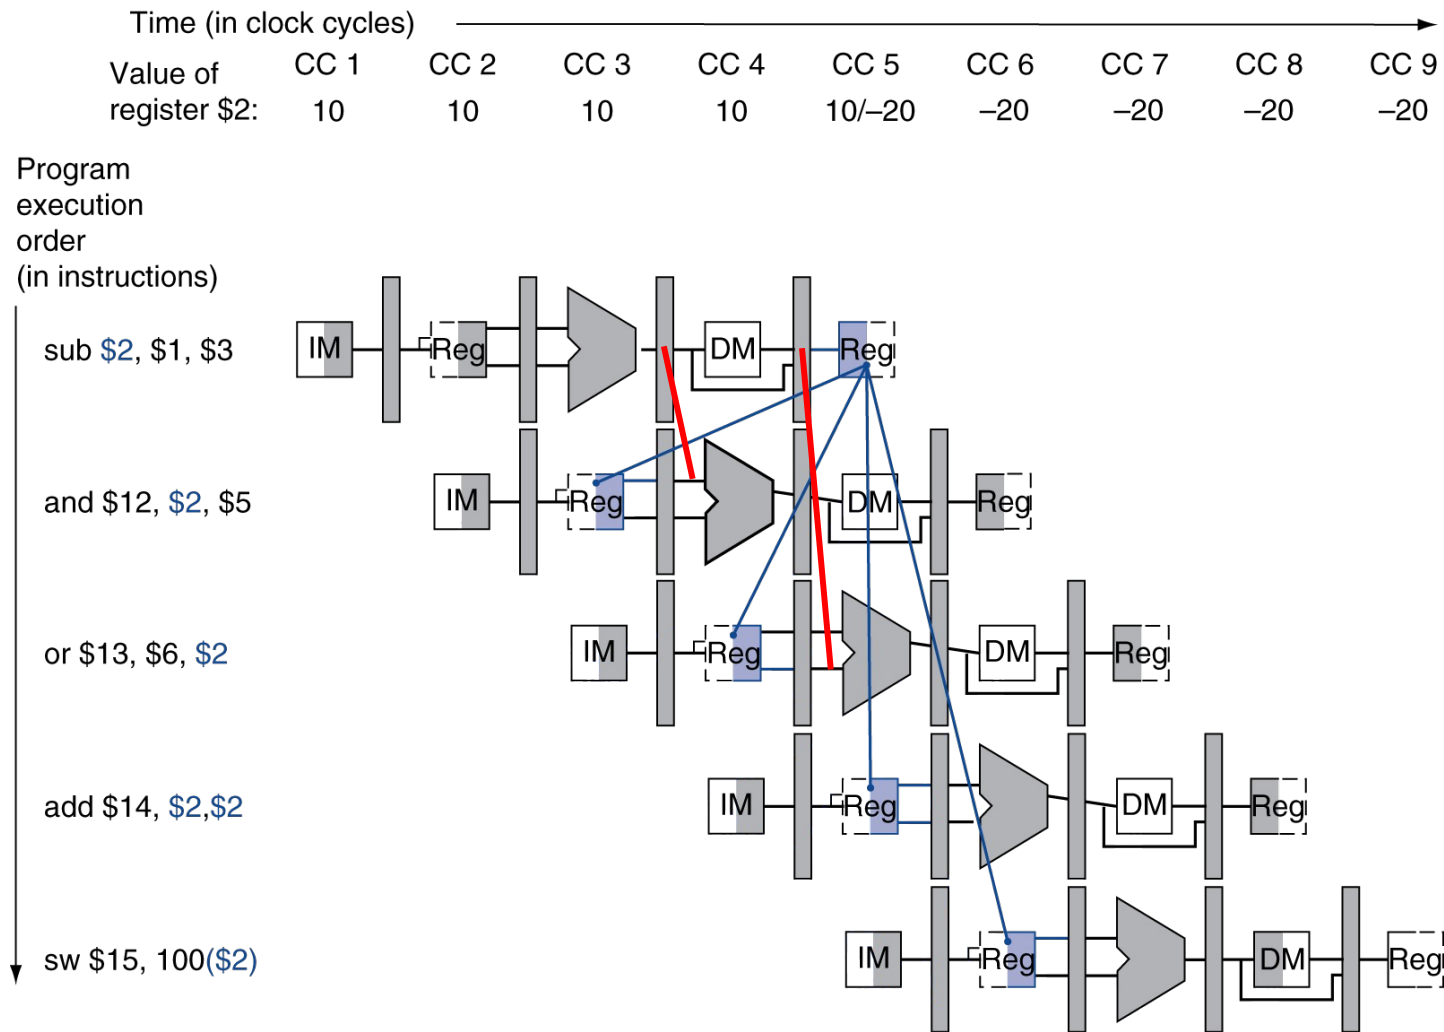 Time (in clock cycles)
Value of register $2:
CC 1 CC 2 CC 3 CC 4 CC 5 CC 6 CC 7 CC 8 CC 9
10 10 10 10 10/–20 –20 –20 –20 –20
Program
execution
order
(in instructions)
sub $2, $1, $3
IM Reg DM Reg
and $12, $2, $5
IM Reg DM Reg
or $13, $6, $2
IM Reg DM Reg
add $14, $2,$2
IM Reg DM Reg
sw $15, 100($2)
IM Reg DM Reg